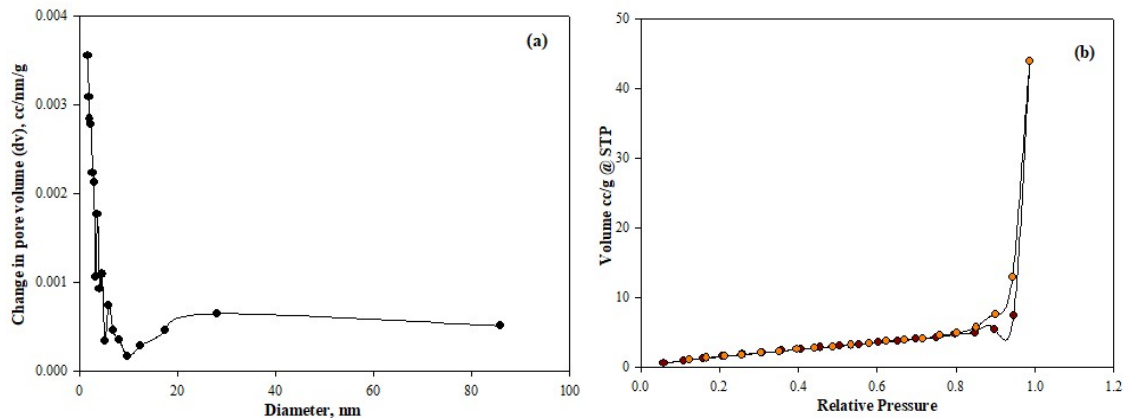 (a)
Change in pore volume (dv), cc/nm/g
0.004
0.003
0.002
0.001
0.000
0 20 40 60 80 100
Diameter, nm
(b)
Volume cc/g @ STP
50
40
30
20
10
0
0.0 0.2 0.4 0.6 0.8 1.0 1.2
Relative Pressure